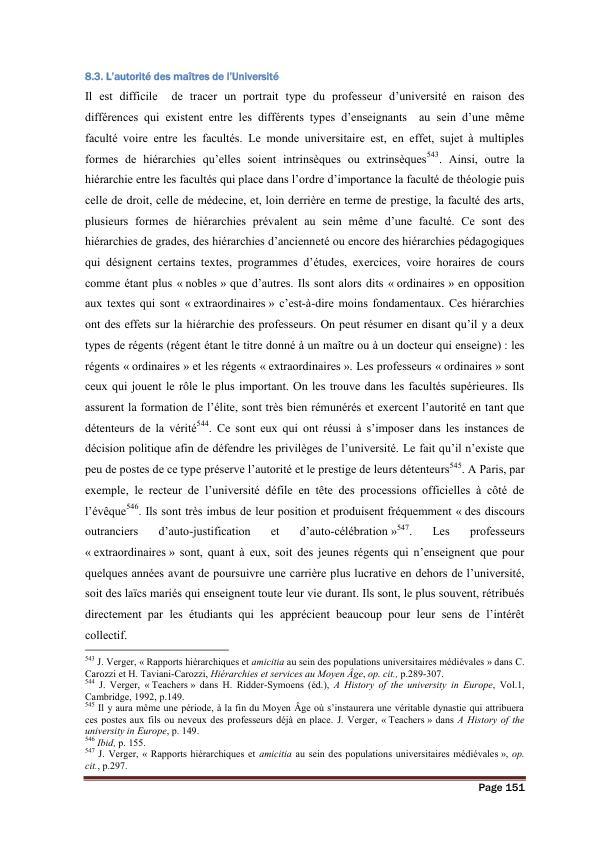 8.3. L'autorité des maîtres de l'Université
Il est difficile de tracer un portrait type du professeur d'université en raison des
différences qui existent entre les différents types d'enseignants au sein d'une même
faculté voire entre les facultés. Le monde universitaire est, en effet, sujet à multiples
formes de hiérarchies qu'elles soient intrinsèques ou extrinsèques543. Ainsi, outre la
hiérarchie entre les facultés qui place dans l'ordre d'importance la faculté de théologie puis
celle de droit, celle de médecine, et, loin derrière en terme de prestige, la faculté des arts,
plusieurs formes de hiérarchies prévalent au sein même d'une faculté. Ce sont des
hiérarchies de grades, des hiérarchies d'ancienneté ou encore des hiérarchies pédagogiques
qui désignent certains textes, programmes d'études, exercices, voire horaires de cours
comme étant plus « nobles » que d'autres. Ils sont alors dits « ordinaires » en opposition
aux textes qui sont « extraordinaires » c'est-à-dire moins fondamentaux. Ces hiérarchies
ont des effets sur la hiérarchie des professeurs. On peut résumer en disant qu'il y a deux
types de régents (régent étant le titre donné à un maître ou à un docteur qui enseigne) : les
régents « ordinaires » et les régents « extraordinaires ». Les professeurs « ordinaires » sont
ceux qui jouent le rôle le plus important. On les trouve dans les facultés supérieures. Ils
assurent la formation de l'élite, sont très bien rémunérés et exercent l'autorité en tant que
détenteurs de la vérité544. Ce sont eux qui ont réussi à s'imposer dans les instances de
décision politique afin de défendre les privilèges de l'université. Le fait qu'il n'existe que
peu de postes de ce type préserve l'autorité et le prestige de leurs détenteurs545. A Paris, par
exemple, le recteur de l'université défile en tête des processions officielles à côté de
l'évêque546. Ils sont très imbus de leur position et produisent fréquemment « des discours
outranciers d'auto-justification et d'auto-célébration »547. Les professeurs
« extraordinaires » sont, quant à eux, soit des jeunes régents qui n'enseignent que pour
quelques années avant de poursuivre une carrière plus lucrative en dehors de l'université,
soit des laïcs mariés qui enseignent toute leur vie durant. Ils sont, le plus souvent, rétribués
directement par les étudiants qui les apprécient beaucoup pour leur sens de l'intérêt
collectif.
543 J. Verger, « Rapports hiérarchiques et amicitia au sein des populations universitaires médiévales » dans C.
Carozzi et H. Taviani-Carozzi, Hiérarchies et services au Moyen Âge, op. cit., p.289-307.
544 J. Verger, « Teachers » dans H. Ridder-Symoens (éd.), A History of the university in Europe, Vol.1,
Cambridge, 1992, p.149.
545 Il y aura même une période, à la fin du Moyen Âge où s'instaurera une véritable dynastie qui attribuera
ces postes aux fils ou neveux des professeurs déjà en place. J. Verger, « Teachers » dans A History of the
university in Europe, p. 149.
546 Ibid, p. 155.
547 J. Verger, « Rapports hiérarchiques et amicitia au sein des populations universitaires médiévales », op.
cit., p.297.
Page 151